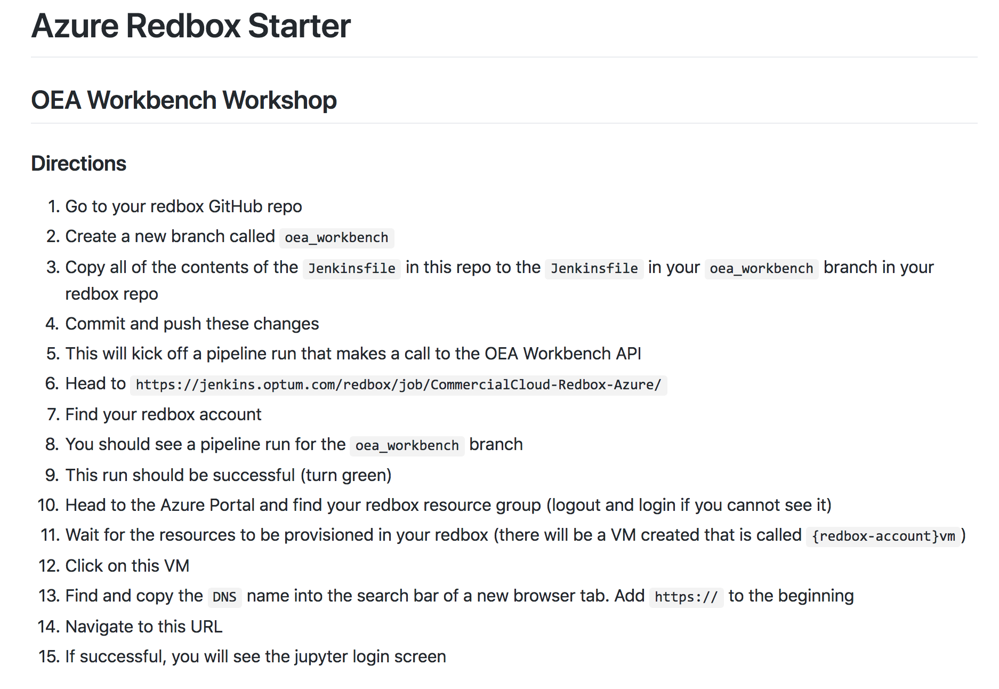 Azure Redbox Starter
OEA Workbench Workshop
Directions
1. Go to your redbox GitHub repo
2. Create a new branch called oea_workbench
3. Copy all of the contents of the Jenkinsfile in this repo to the Jenkinsfile in your oea_workbench branch in your
redbox repo
4. Commit and push these changes
5. This will kick off a pipeline run that makes a call to the OEA Workbench API
6. Head to https://jenkins.optum.com/redbox/job/CommercialCloud-Redbox-Azure/
7. Find your redbox account
8. You should see a pipeline run for the oea_workbench branch
9. This run should be successful (turn green)
10. Head to the Azure Portal and find your redbox resource group (logout and login if you cannot see it)
11. Wait for the resources to be provisioned in your redbox (there will be a VM created that is called {redbox-account}vm)
12. Click on this VM
13. Find and copy the DNS name into the search bar of a new browser tab. Add https:// to the beginning
14. Navigate to this URL
15. If successful, you will see the jupyter login screen